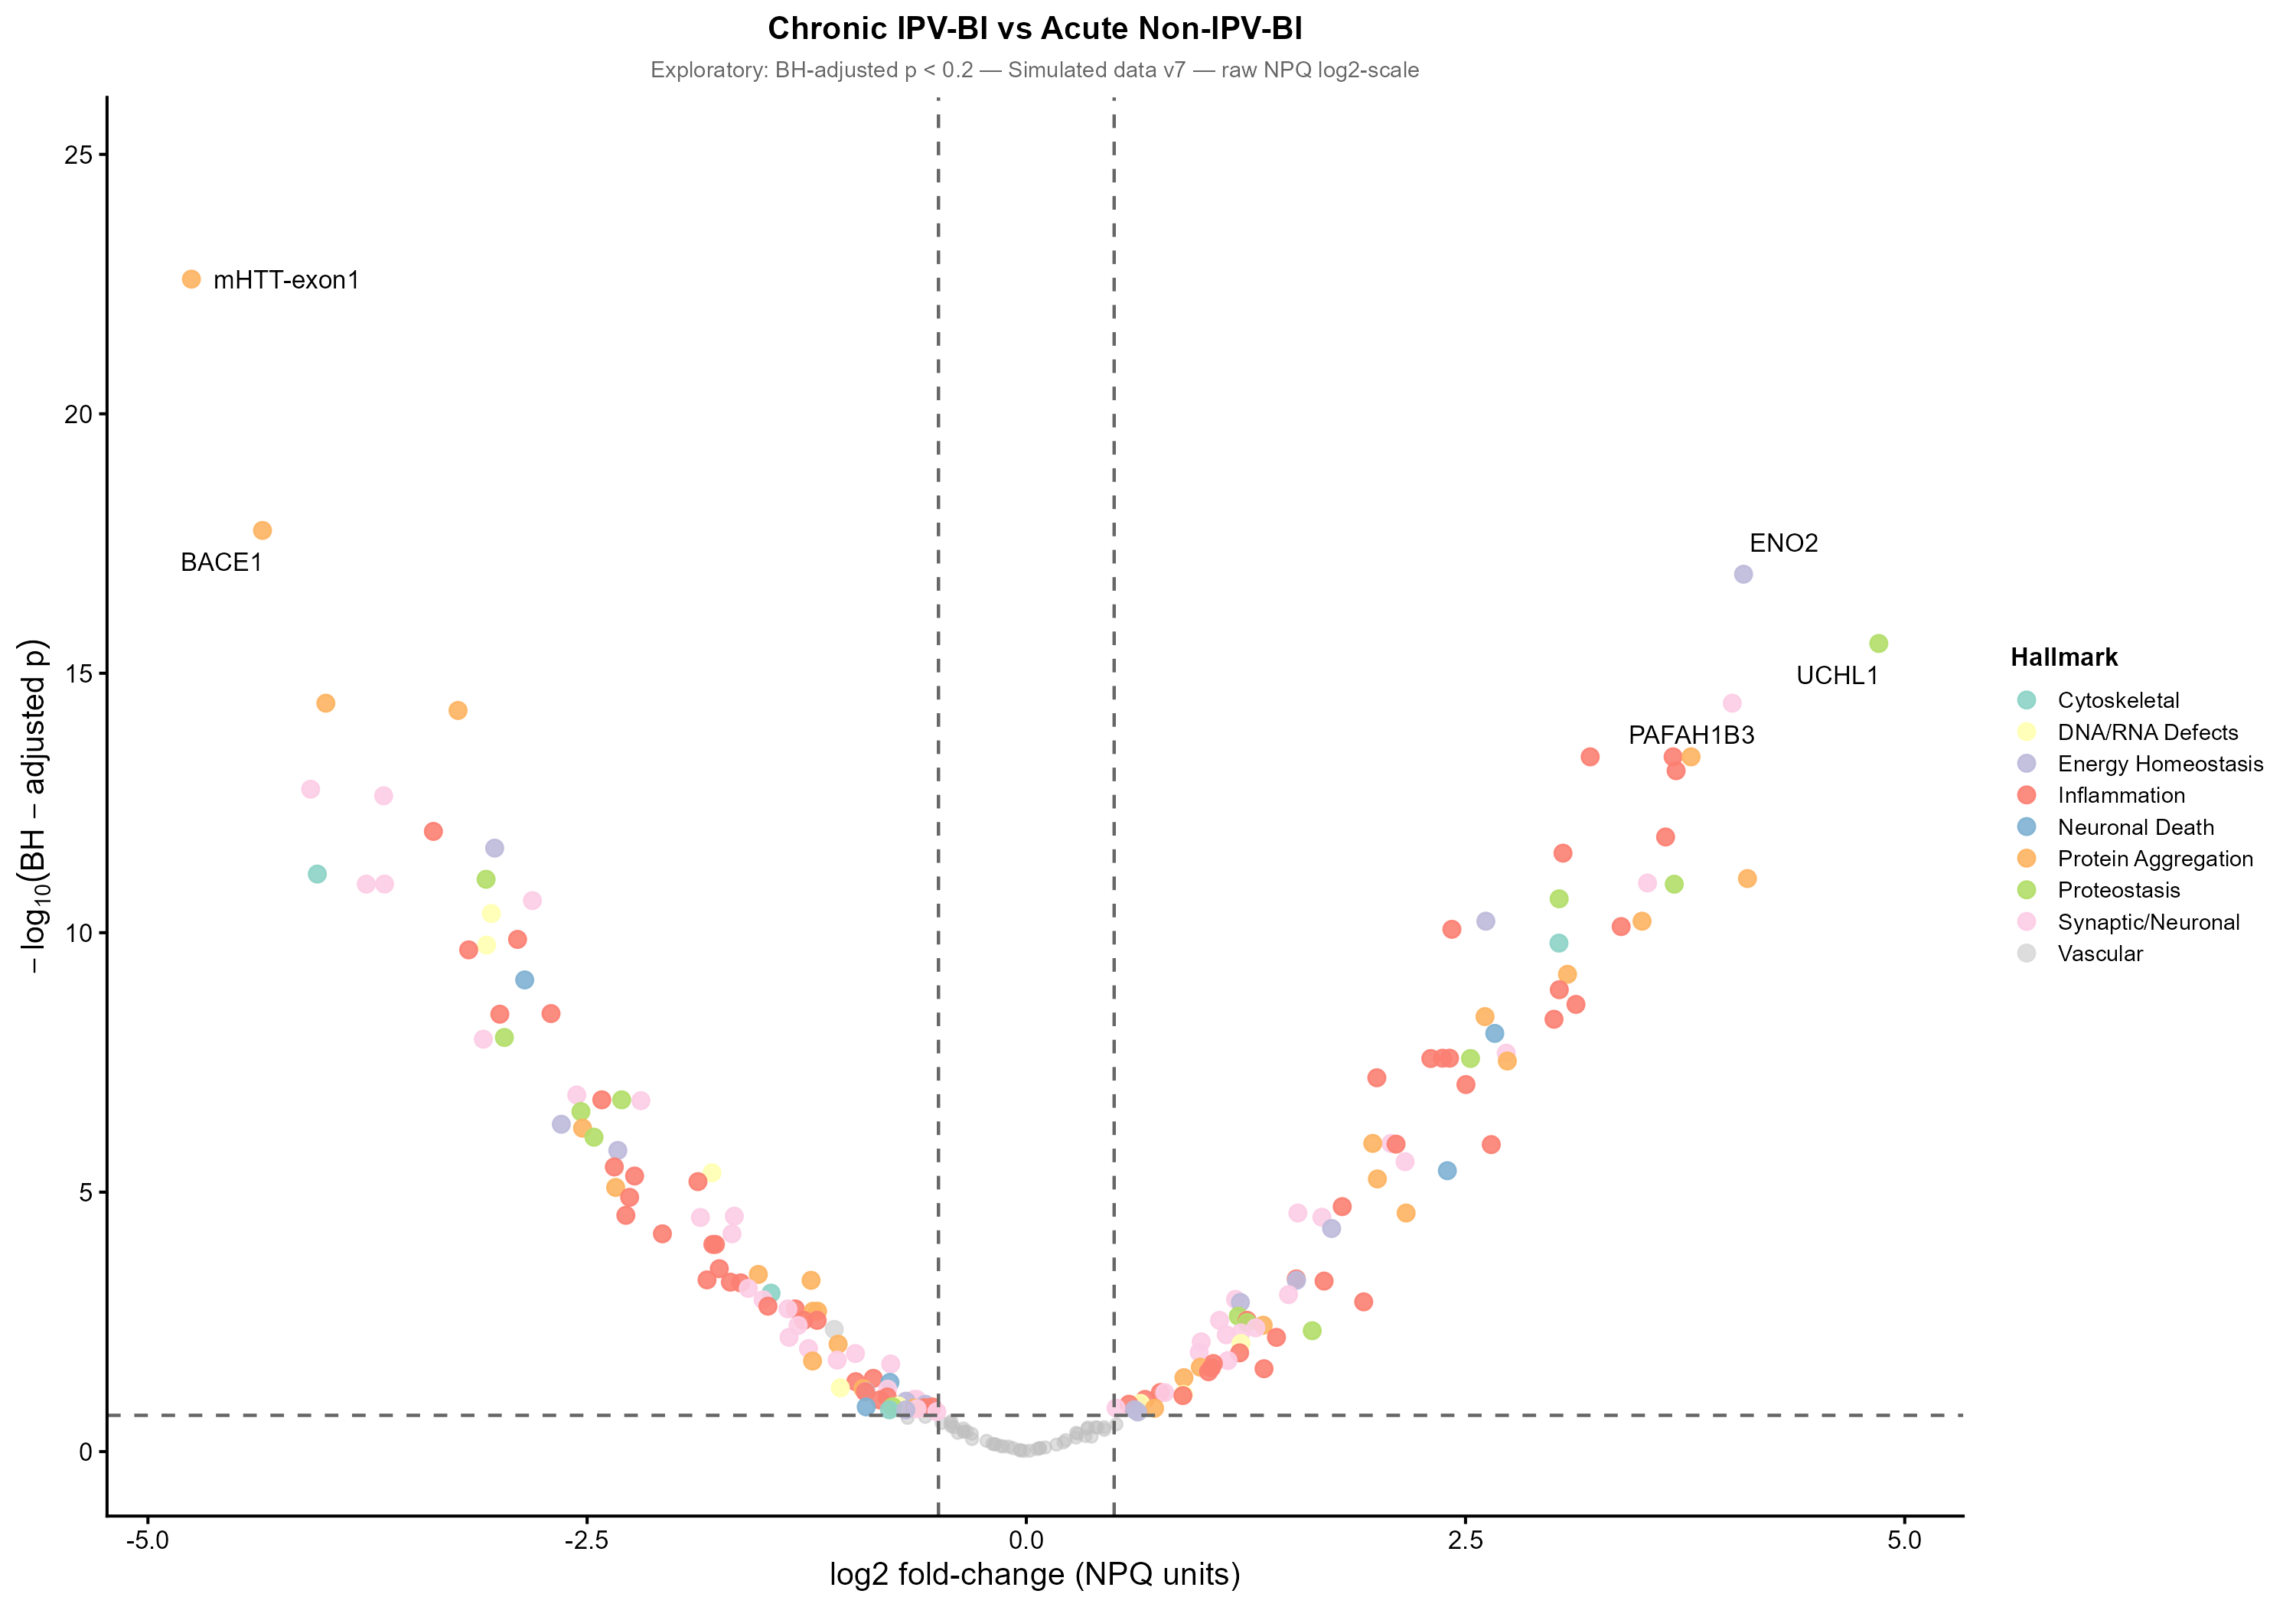 Chronic IPV-BI vs Acute Non-IPV-BI
Exploratory: BH-adjusted p < 0.2 — Simulated data v7 — raw NPQ log2-scale
− log10(BH − adjusted p)
25
20
15
10
5
0
mHTT-exon1
BACE1
ENO2
UCHL1
PAFAH1B3
-5.0
-2.5
0.0
2.5
5.0
log2 fold-change (NPQ units)
Hallmark
Cytoskeletal
DNA/RNA Defects
Energy Homeostasis
Inflammation
Neuronal Death
Protein Aggregation
Proteostasis
Synaptic/Neuronal
Vascular